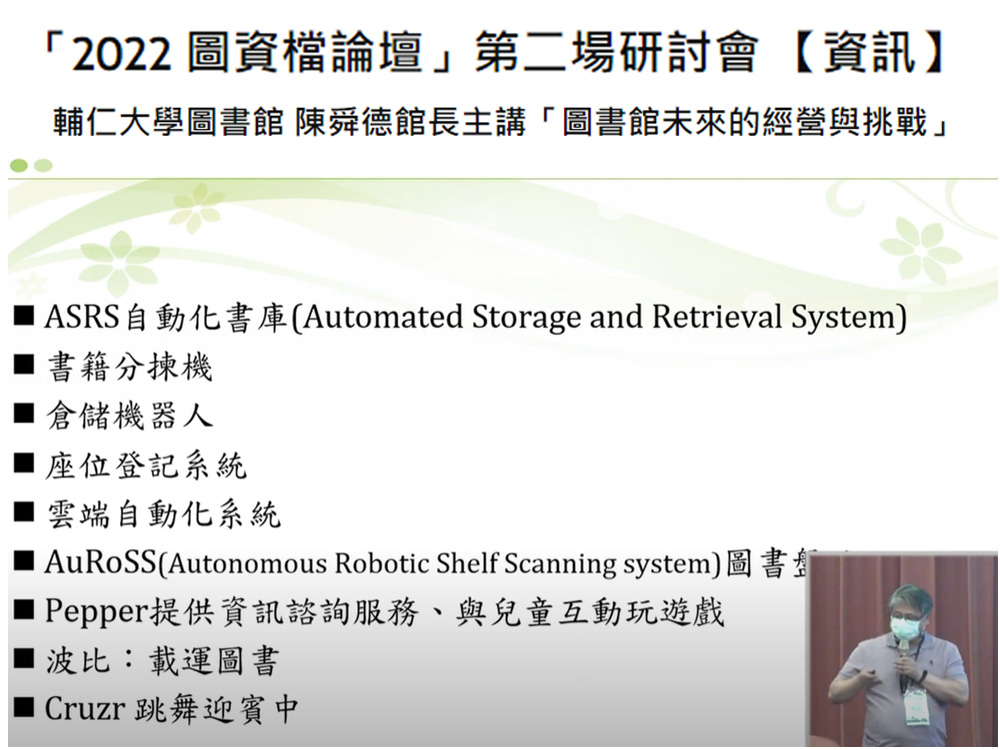 「2022 圖資檔論壇」第二場研討會 【資訊】
輔仁大學圖書館 陳舜德館長主講「圖書館未來的經營與挑戰」
■ ASRS自動化書庫(Automated Storage and Retrieval System)
■ 書籍分揀機
■ 倉儲機器人
■ 座位登記系統
■ 雲端自動化系統
■ AuRoSS(Autonomous Robotic Shelf Scanning system)圖書
■ Pepper提供資訊諮詢服務、與兒童互動玩遊戲
■ 波比：載運圖書
■ Cruzr 跳舞迎賓中